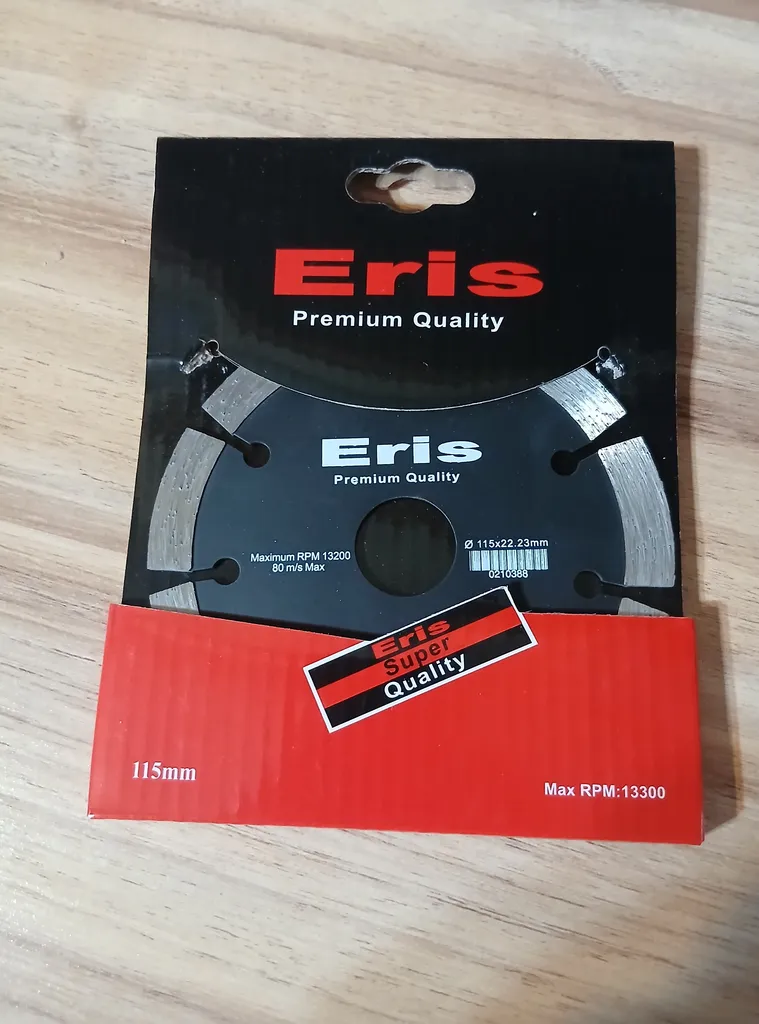 Eris
Premium Quality
Eris
Premium Quality
Maximum RPM 13200
80 m/s Max
Ø 115x22.23mm
0210388
Eris
Super
Quality
115mm
Max RPM:13300